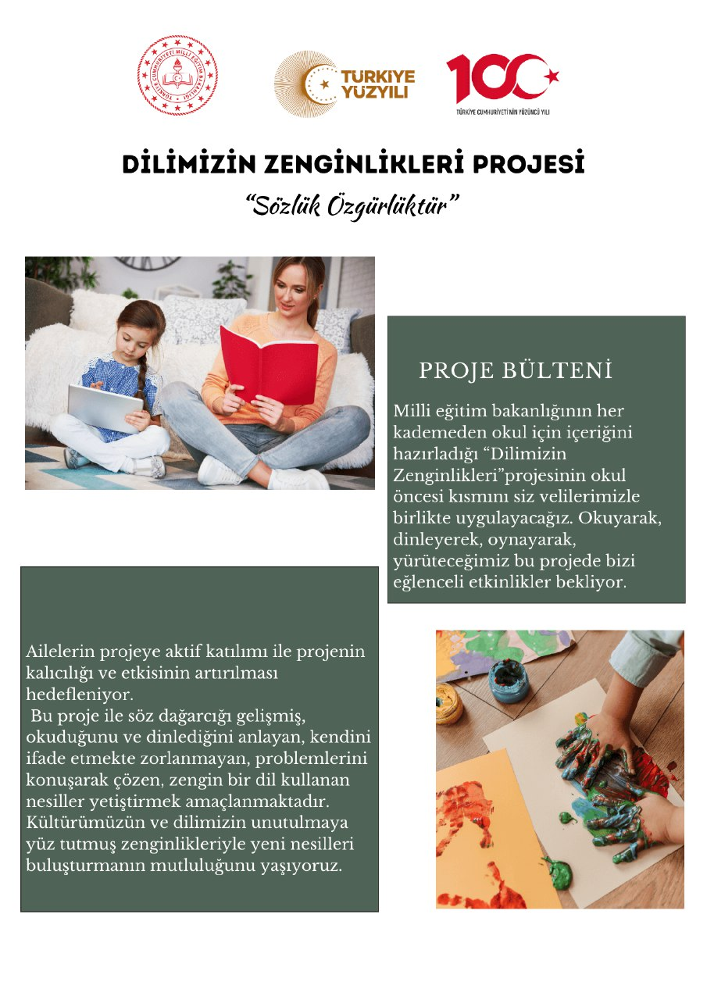 TÜRKİYE CUMHURİYETİ MİLLÎ EĞİTİM BAKANLIĞI
TÜRKİYE
YÜZYILI
100
TÜRKİYE CUMHURİYETİ'NİN YÜZÜNCÜ YILI
DİLİMİZİN ZENGİNLİKLERİ PROJESİ
“Sözlük Özgürlüktür”
PROJE BÜLTENİ
Milli eğitim bakanlığının her
kademeden okul için içeriğini
hazırladığı “Dilimizin
Zenginlikleri”projesinin okul
öncesi kısmını siz velilerimizle
birlikte uygulayacağız. Okuyarak,
dinleyerek, oynayarak,
yürüteceğimiz bu projede bizi
eğlenceli etkinlikler bekliyor.
Ailelerin projeye aktif katılımı ile projenin
kalıcılığı ve etkisinin artırılması
hedefleniyor.
Bu proje ile söz dağarcığı gelişmiş,
okuduğunu ve dinlediğini anlayan, kendini
ifade etmekte zorlanmayan, problemlerini
konuşarak çözen, zengin bir dil kullanan
nesiller yetiştirmek amaçlanmaktadır.
Kültürümüzün ve dilimizin unutulmaya
yüz tutmuş zenginlikleriyle yeni nesilleri
buluşturmanın mutluluğunu yaşıyoruz.